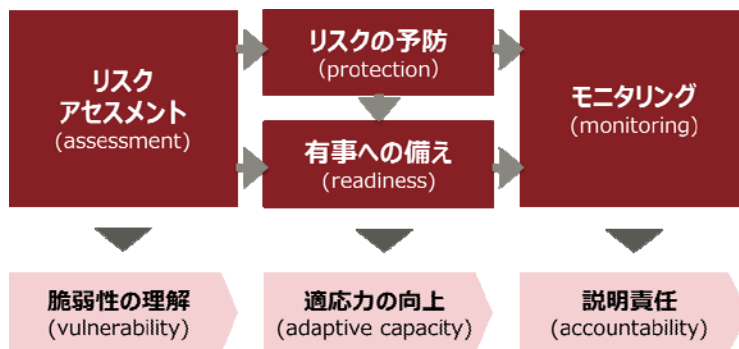 リスク
アセスメント
(assessment)
リスクの予防
(protection)
有事への備え
(readiness)
モニタリング
(monitoring)
脆弱性の理解
(vulnerability)
適応力の向上
(adaptive capacity)
説明責任
(accountability)